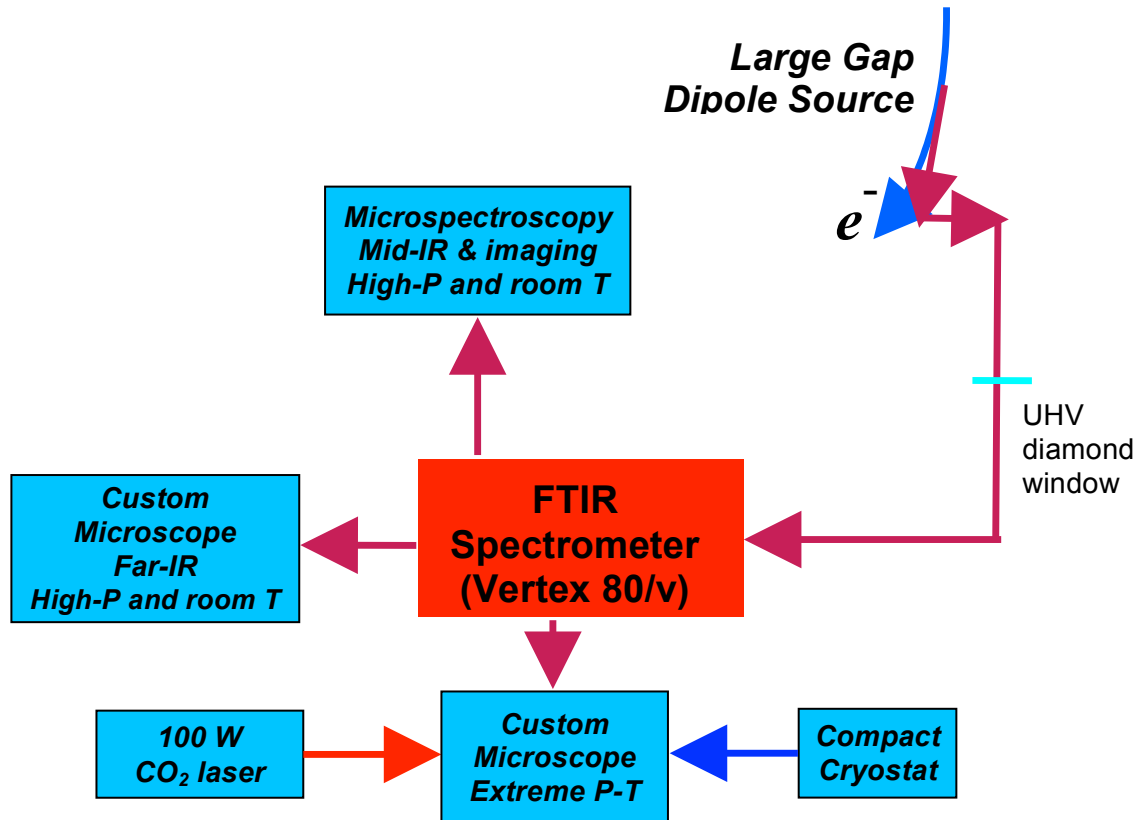 Large Gap
Dipole Source
e-
Microspectroscopy
Mid-IR & imaging
High-P and room T
UHV
diamond
window
FTIR
Spectrometer
(Vertex 80/v)
Custom
Microscope
Far-IR
High-P and room T
100 W
CO₂ laser
Custom
Microscope
Extreme P-T
Compact
Cryostat